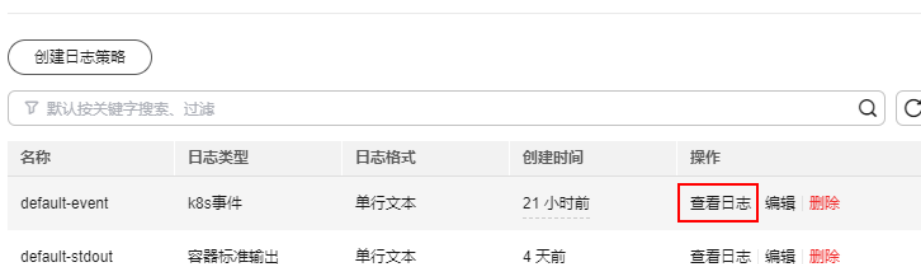 创建日志策略
默认按关键字搜索、过滤
名称 日志类型 日志格式 创建时间 操作
default-event k8s事件 单行文本 21 小时前 查看日志 编辑 删除
default-stdout 容器标准输出 单行文本 4 天前 查看日志 编辑 删除